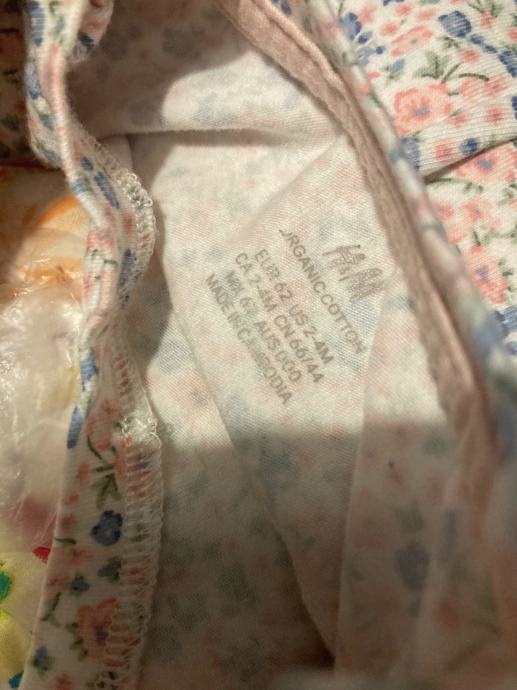 H&M
ORGANIC COTTON
EUR 62 US 2-4M
CA 2-4M CN 66/44
MX 62 AUS 000
MADE IN CAMBODIA